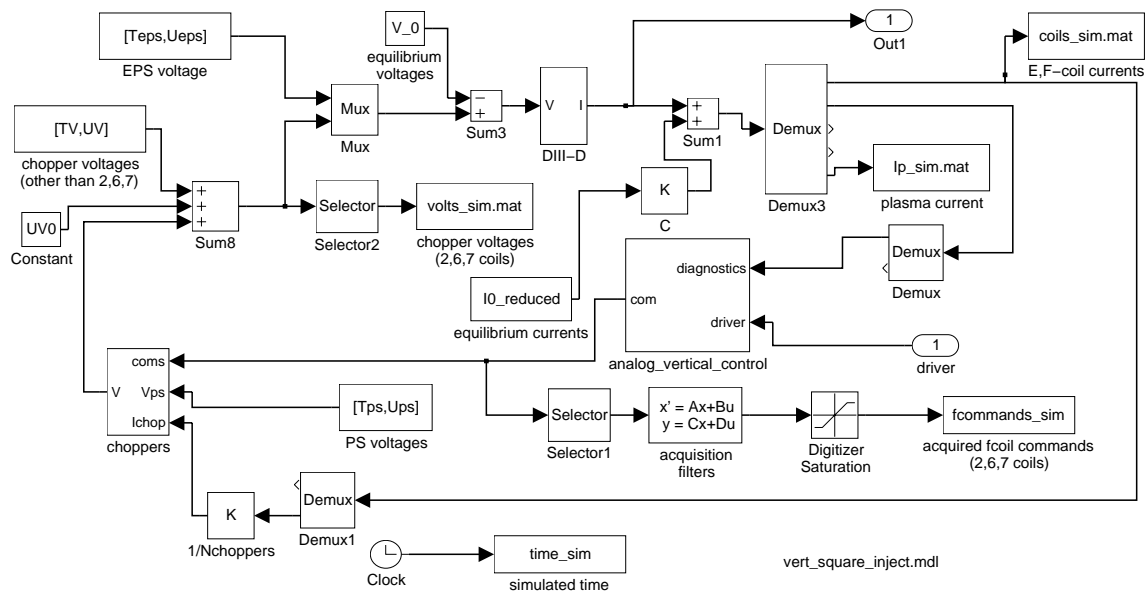 [Teps,Ueps]
EPS voltage
V_0
equilibrium
voltages
1
Out1
coils_sim.mat
E,F−coil currents
Mux
Mux
−
+
Sum3
V
I
DIII−D
+
+
Sum1
Demux
Demux3
[TV,UV]
chopper voltages
(other than 2,6,7)
Ip_sim.mat
plasma current
K
C
UV0
Constant
+
+
+
Sum8
Selector
Selector2
volts_sim.mat
chopper voltages
(2,6,7 coils)
Demux
Demux
I0_reduced
equilibrium currents
diagnostics
com
driver
analog_vertical_control
1
driver
coms
V
Vps
Ichop
choppers
[Tps,Ups]
PS voltages
Selector
Selector1
x' = Ax+Bu
y = Cx+Du
acquisition
filters
Digitizer
Saturation
fcommands_sim
acquired fcoil commands
(2,6,7 coils)
K
1/Nchoppers
Demux
Demux1
Clock
time_sim
simulated time
vert_square_inject.mdl